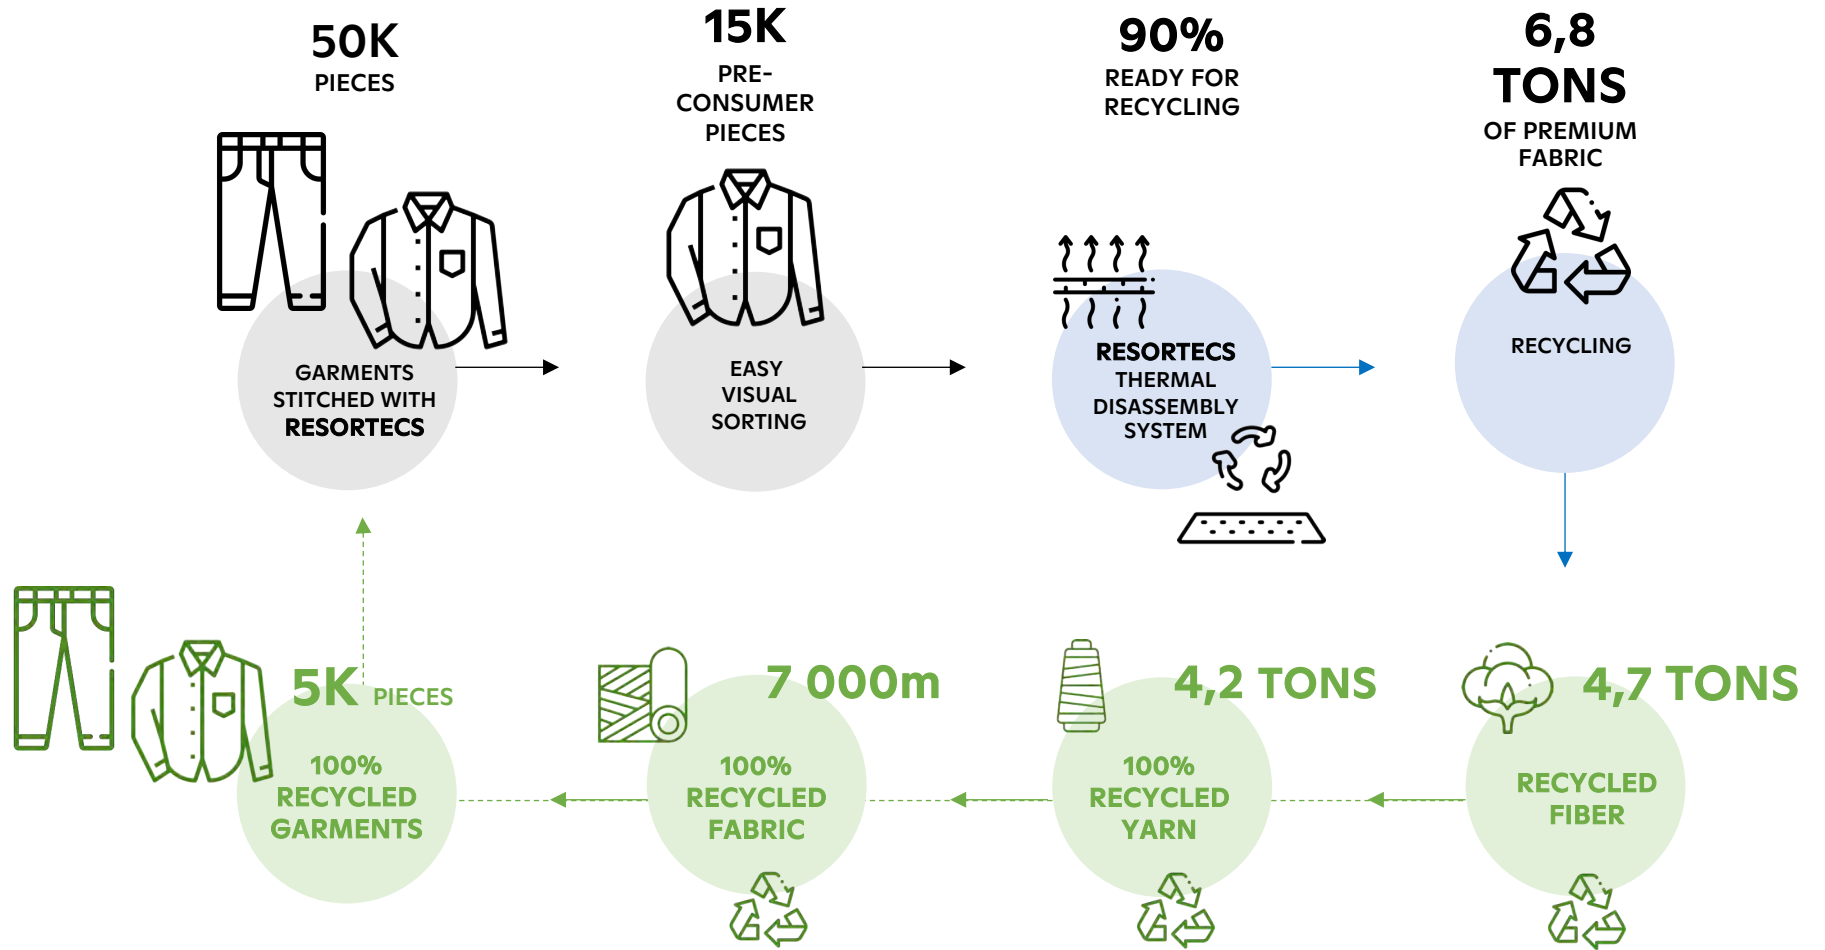 50K
PIECES
15K
PRE-
CONSUMER
PIECES
90%
READY FOR
RECYCLING
6,8
TONS
OF PREMIUM
FABRIC
GARMENTS
STITCHED WITH
RESORTECS
EASY
VISUAL
SORTING
RESORTECS
THERMAL
DISASSEMBLY
SYSTEM
RECYCLING
5K PIECES
100%
RECYCLED
GARMENTS
7 000m
100%
RECYCLED
FABRIC
4,2 TONS
100%
RECYCLED
YARN
4,7 TONS
RECYCLED
FIBER